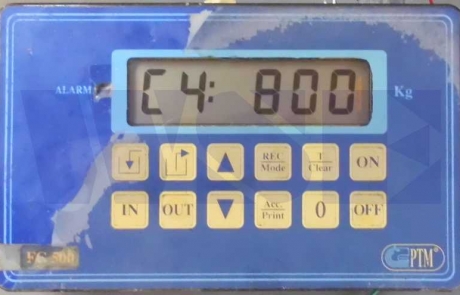 ALARM
C4: 800
Kg
REC
Mode
T
Clear
ON
IN
OUT
Acc.
Print
0
OFF
PTM®